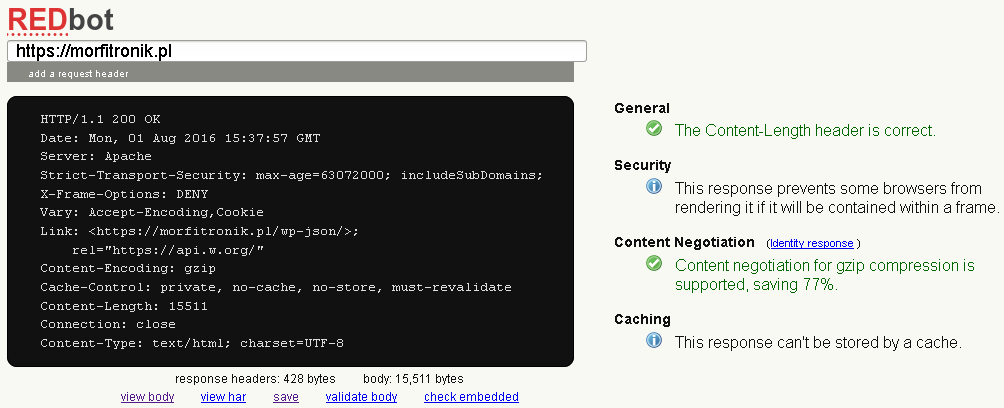 REDbot
https://morfitronik.pl
add a request header
HTTP/1.1 200 OK
Date: Mon, 01 Aug 2016 15:37:57 GMT
Server: Apache
Strict-Transport-Security: max-age=63072000; includeSubDomains;
X-Frame-Options: DENY
Vary: Accept-Encoding,Cookie
Link: <https://morfitronik.pl/wp-json/>;
rel="https://api.w.org/"
Content-Encoding: gzip
Cache-Control: private, no-cache, no-store, must-revalidate
Content-Length: 15511
Connection: close
Content-Type: text/html; charset=UTF-8
response headers: 428 bytes body: 15,511 bytes
view body view har save validate body check embedded
General
The Content-Length header is correct.
Security
This response prevents some browsers from
rendering it if it will be contained within a frame.
Content Negotiation (Identity response )
Content negotiation for gzip compression is
supported, saving 77%.
Caching
This response can't be stored by a cache.